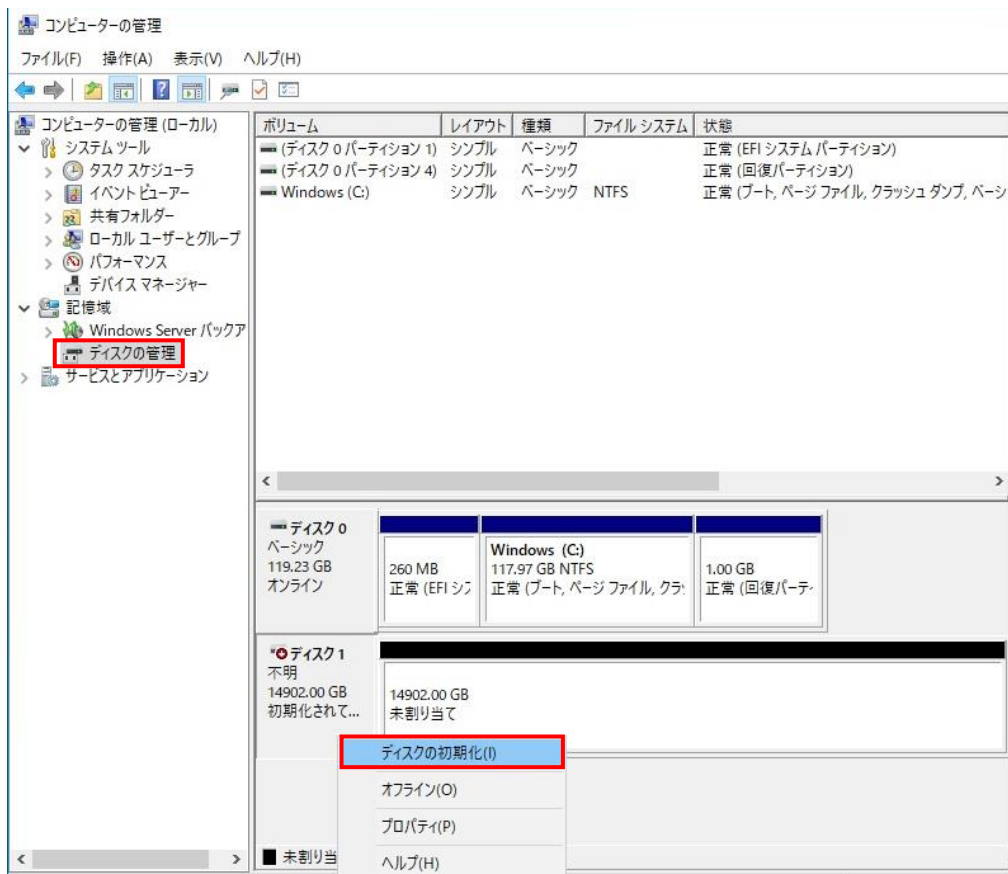 コンピューターの管理
ファイル(F) 操作(A) 表示(V) ヘルプ(H)
コンピューターの管理 (ローカル)
システム ツール
タスク スケジューラ
イベント ビューアー
共有フォルダー
ローカル ユーザーとグループ
パフォーマンス
デバイス マネージャー
記憶域
Windows Server バックア
ディスクの管理
サービスとアプリケーション
ボリューム レイアウト 種類 ファイル システム 状態
(ディスク 0 パーティション 1) シンプル ベーシック 正常 (EFI システム パーティション)
(ディスク 0 パーティション 4) シンプル ベーシック 正常 (回復パーティション)
Windows (C:) シンプル ベーシック NTFS 正常 (ブート, ページ ファイル, クラッシュ ダンプ, ベーシ
ディスク 0
ベーシック
119.23 GB
オンライン
260 MB
正常 (EFI シス
Windows (C:)
117.97 GB NTFS
正常 (ブート, ページ ファイル, クラッ
1.00 GB
正常 (回復パーテ
ディスク 1
不明
14902.00 GB
初期化されて...
14902.00 GB
未割り当て
ディスクの初期化(I)
オフライン(O)
プロパティ(P)
ヘルプ(H)
未割り当